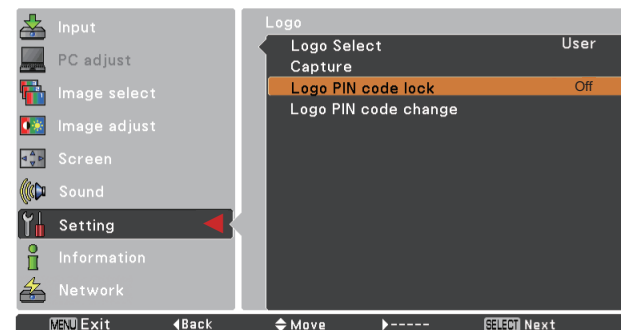 Input
PC adjust
Image select
Image adjust
Screen
Sound
Setting
Information
Network
Logo
Logo Select User
Capture
Logo PIN code lock Off
Logo PIN code change
MENU Exit Back Move ----- SELECT Next